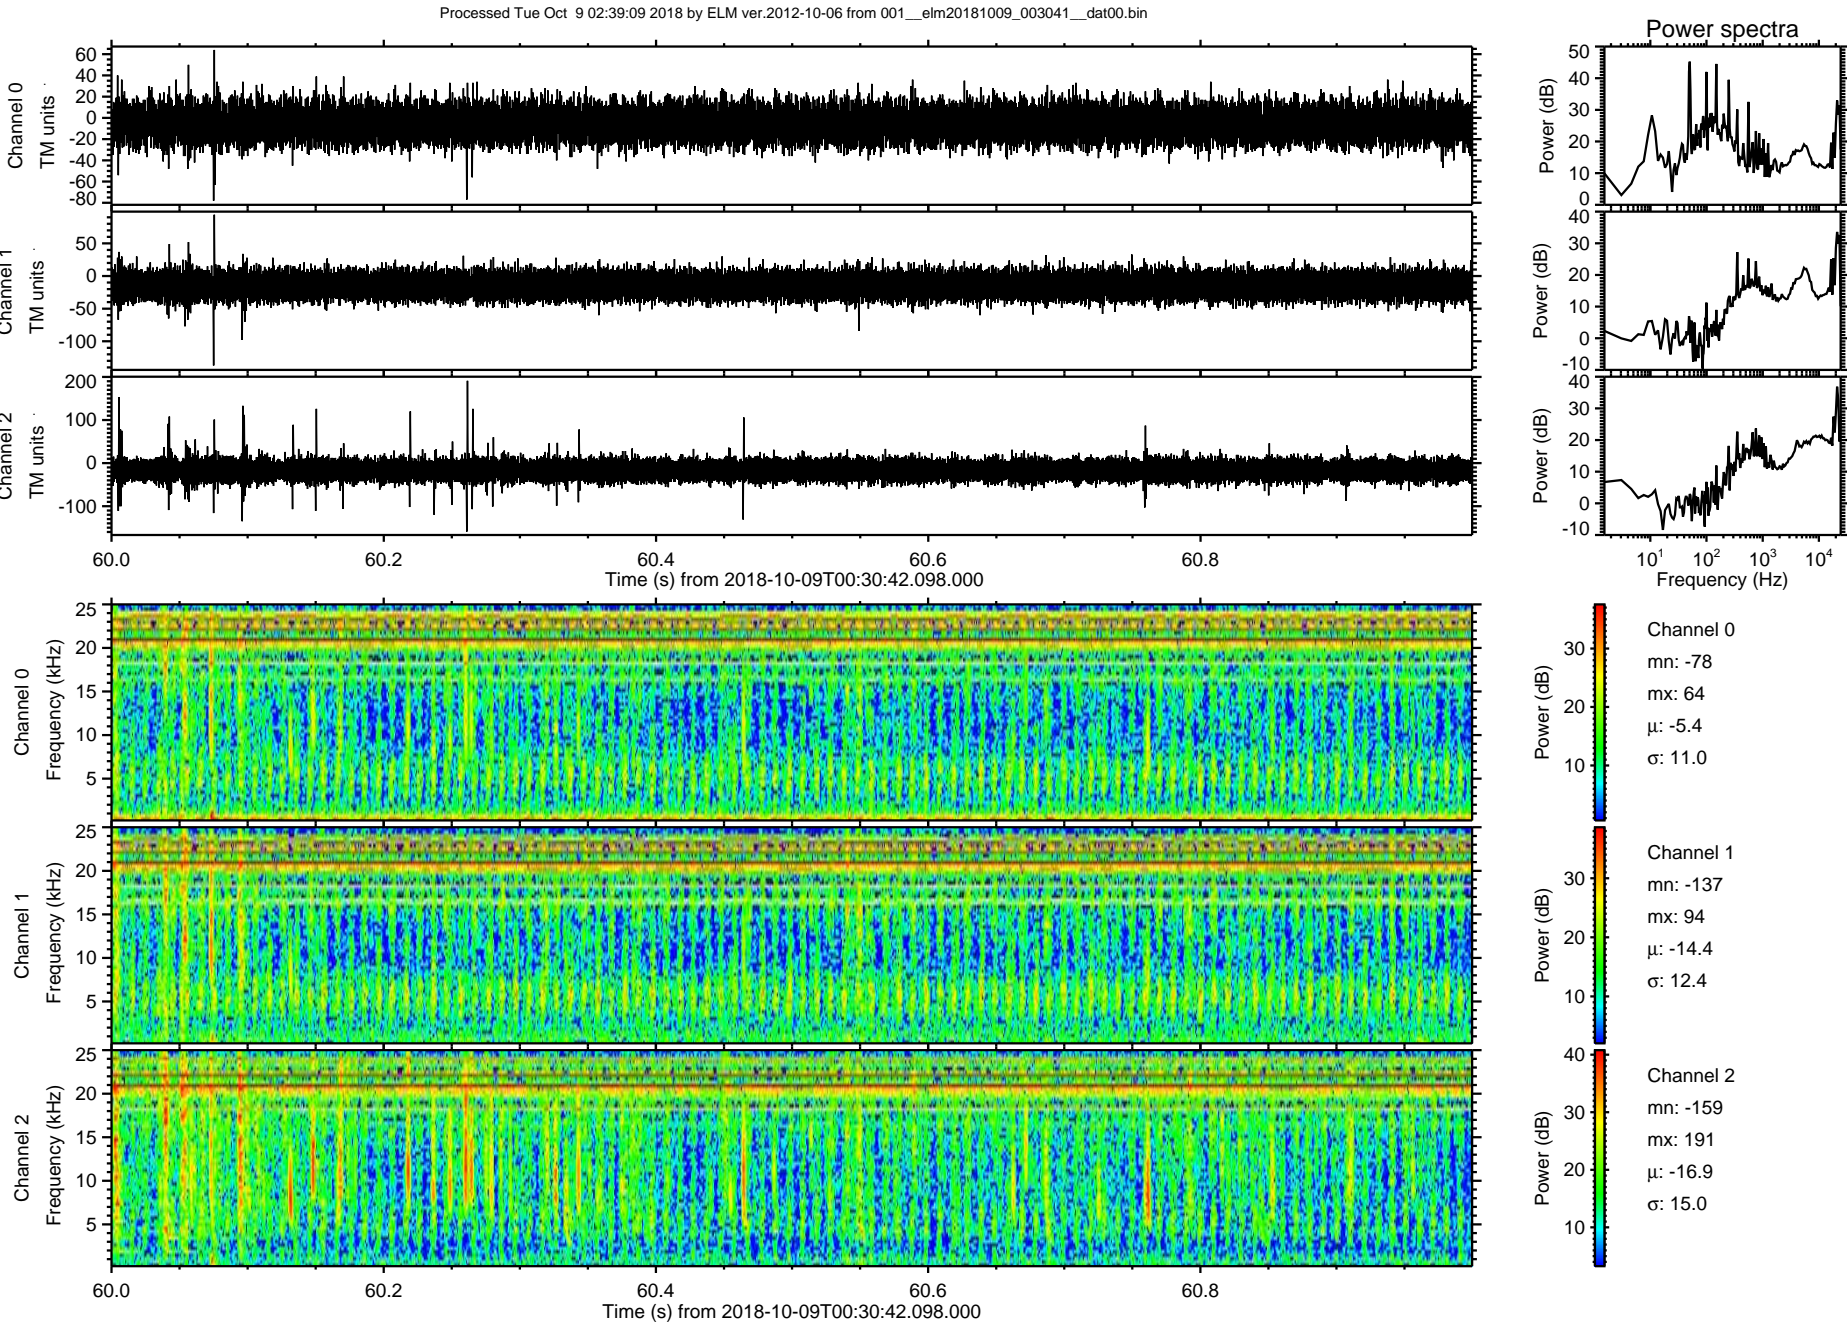 Processed Tue Oct 9 02:39:09 2018 by ELM ver.2012-10-06 from 001__elm20181009_003041__dat00.bin
Power spectra
Channel 0
TM units
60
40
20
0
-20
-40
-60
-80
Power (dB)
50
40
30
20
10
0
Channel 1
TM units
50
0
-50
-100
Power (dB)
40
30
20
10
0
-10
Channel 2
TM units
200
100
0
-100
Power (dB)
40
30
20
10
0
-10
60.0 60.2 60.4 60.6 60.8
Time (s) from 2018-10-09T00:30:42.098.000
10¹ 10² 10³ 10⁴
Frequency (Hz)
Channel 0
Frequency (kHz)
25
20
15
10
5
Power (dB)
30
20
10
Channel 0
mn: -78
mx: 64
μ: -5.4
σ: 11.0
Channel 1
Frequency (kHz)
25
20
15
10
5
Power (dB)
30
20
10
Channel 1
mn: -137
mx: 94
μ: -14.4
σ: 12.4
Channel 2
Frequency (kHz)
25
20
15
10
5
Power (dB)
40
30
20
10
Channel 2
mn: -159
mx: 191
μ: -16.9
σ: 15.0
60.0 60.2 60.4 60.6 60.8
Time (s) from 2018-10-09T00:30:42.098.000